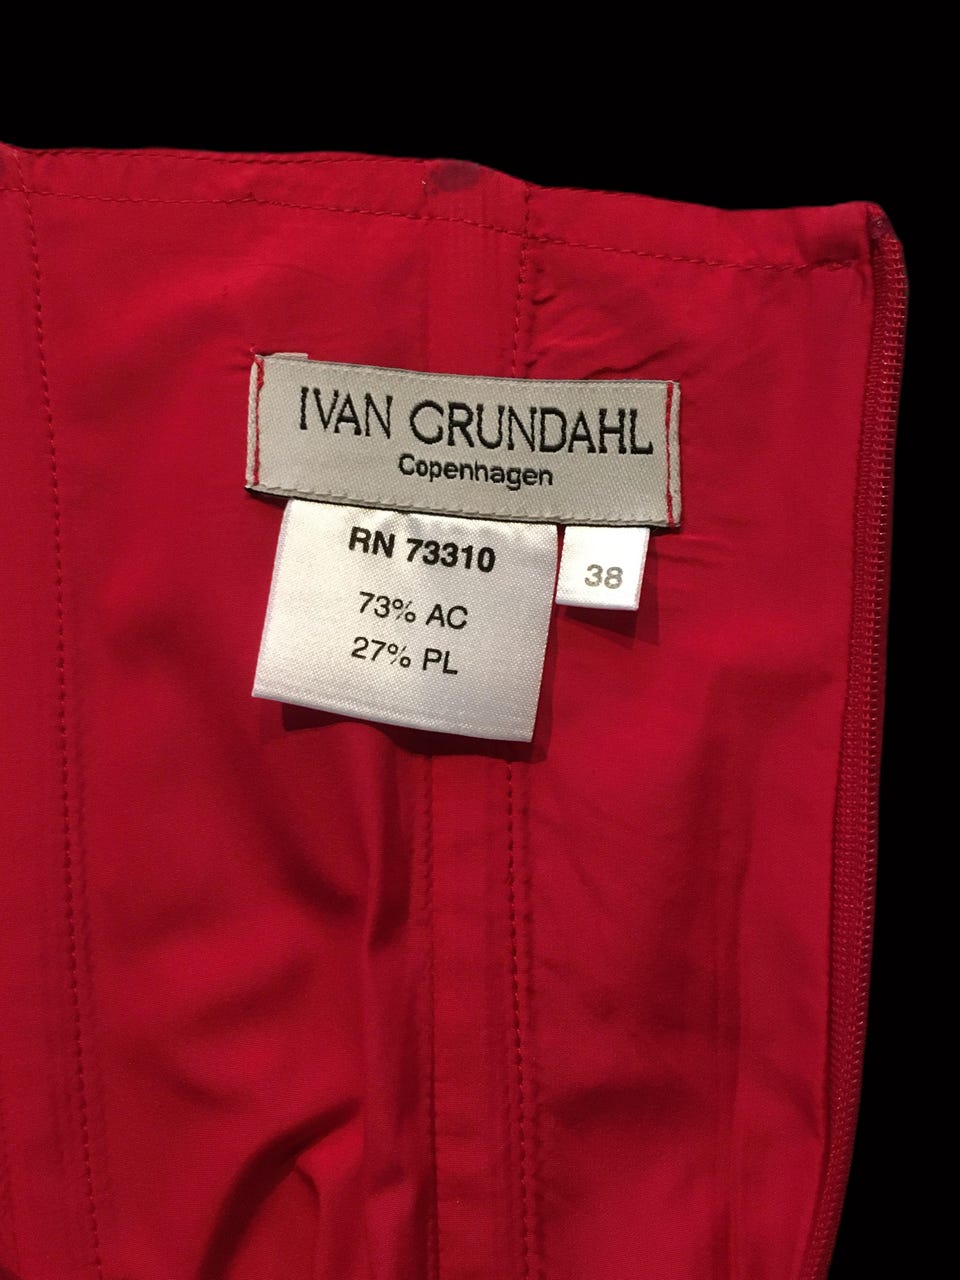 IVAN GRUNDAHL
Copenhagen
RN 73310
38
73% AC
27% PL